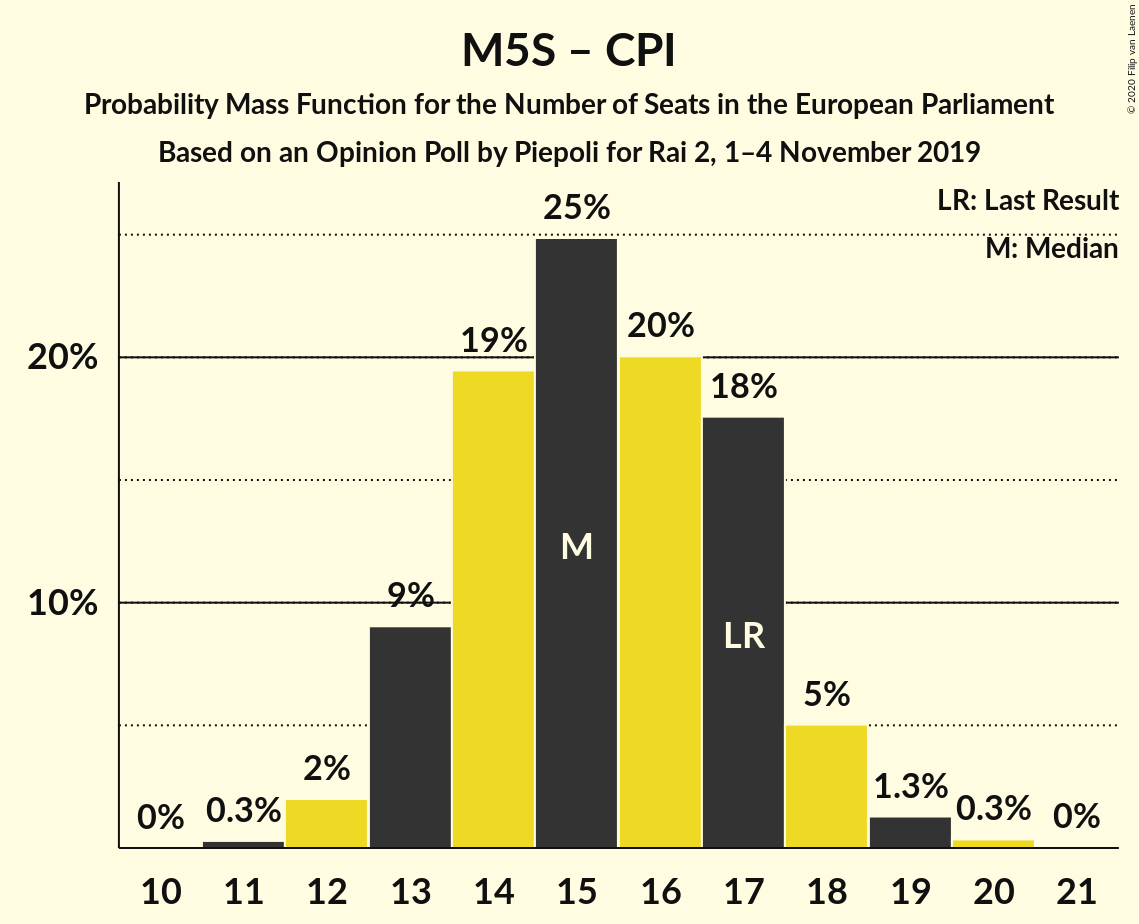 M5S – CPI
Probability Mass Function for the Number of Seats in the European Parliament
Based on an Opinion Poll by Piepoli for Rai 2, 1–4 November 2019
© 2020 Filip van Laenen
LR: Last Result
M: Median
20%
10%
0%
0.3%
2%
9%
19%
25%
20%
18%
5%
1.3%
0.3%
0%
M
LR
10 11 12 13 14 15 16 17 18 19 20 21